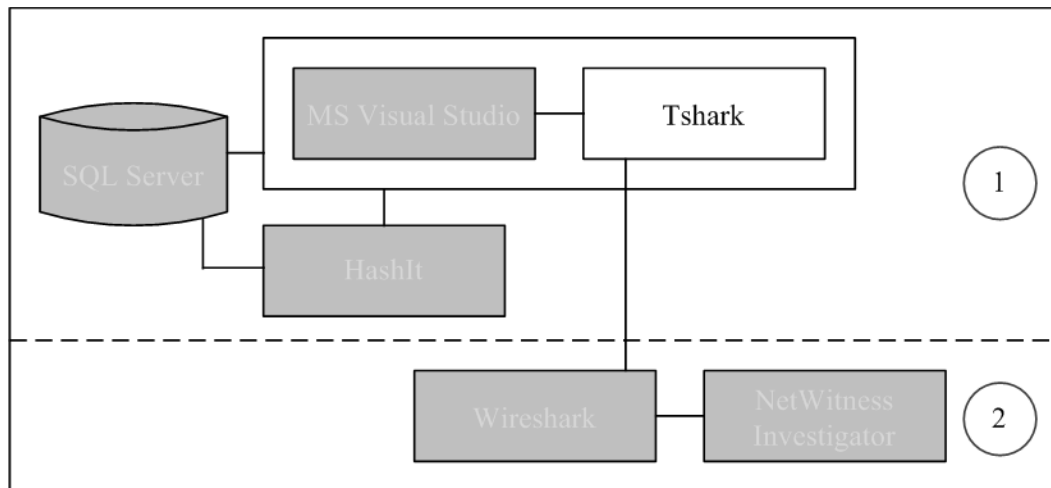 MS Visual Studio
Tshark
SQL Server
1
HashIt
Wireshark
NetWitness
Investigator
2